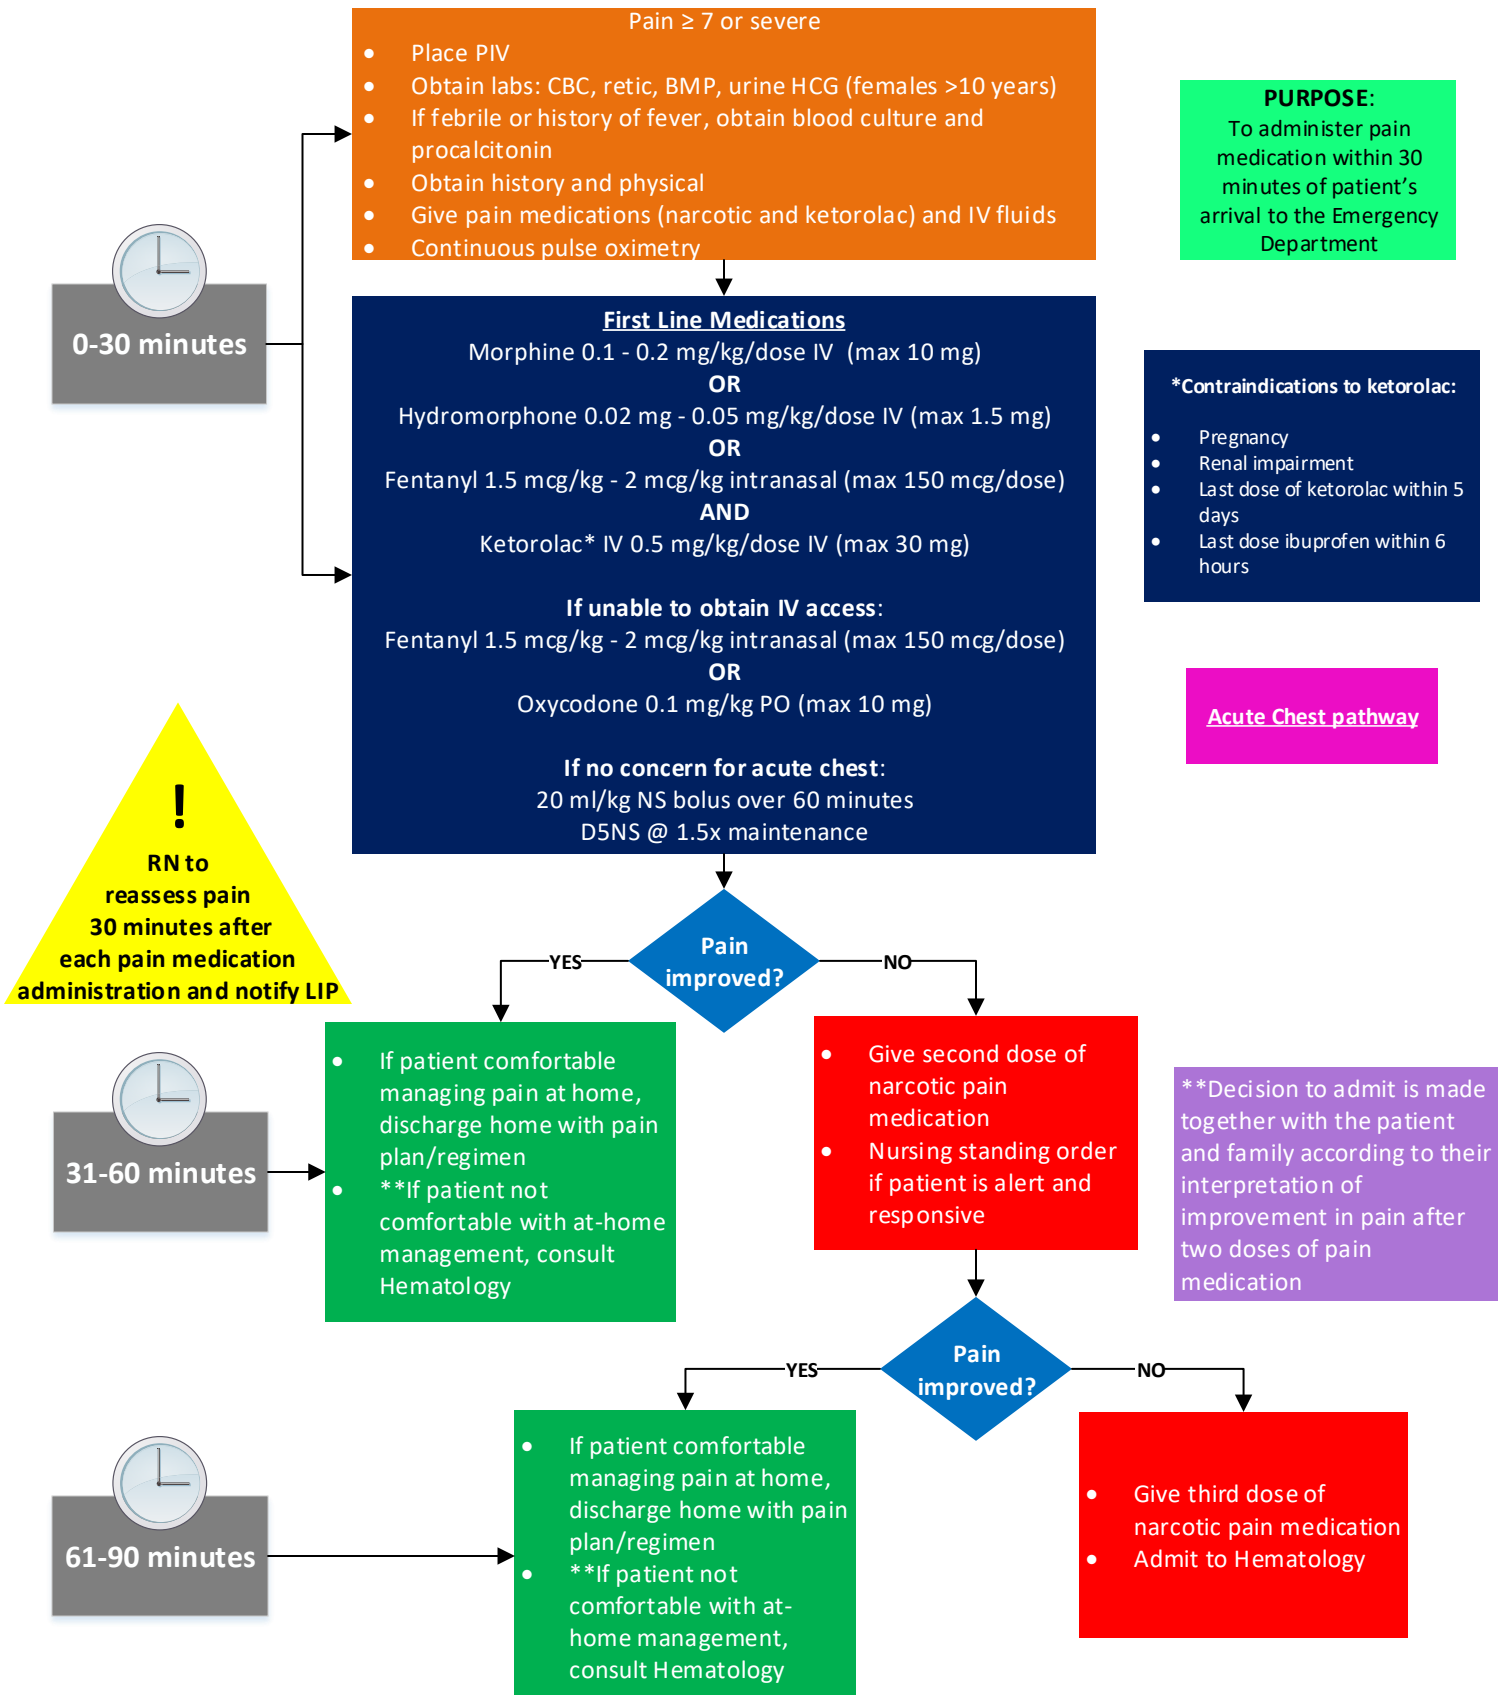 Pain ≥ 7 or severe
• Place PIV
• Obtain labs: CBC, retic, BMP, urine HCG (females >10 years)
• If febrile or history of fever, obtain blood culture and
procalcitonin
• Obtain history and physical
• Give pain medications (narcotic and ketorolac) and IV fluids
• Continuous pulse oximetry
PURPOSE:
To administer pain
medication within 30
minutes of patient's
arrival to the Emergency
Department
0-30 minutes
First Line Medications
Morphine 0.1 - 0.2 mg/kg/dose IV (max 10 mg)
OR
Hydromorphone 0.02 mg - 0.05 mg/kg/dose IV (max 1.5 mg)
OR
Fentanyl 1.5 mcg/kg - 2 mcg/kg intranasal (max 150 mcg/dose)
AND
Ketorolac* IV 0.5 mg/kg/dose IV (max 30 mg)
If unable to obtain IV access:
Fentanyl 1.5 mcg/kg - 2 mcg/kg intranasal (max 150 mcg/dose)
OR
Oxycodone 0.1 mg/kg PO (max 10 mg)
If no concern for acute chest:
20 ml/kg NS bolus over 60 minutes
D5NS @ 1.5x maintenance
*Contraindications to ketorolac:
• Pregnancy
• Renal impairment
• Last dose of ketorolac within 5
days
• Last dose ibuprofen within 6
hours
Acute Chest pathway
!
RN to
reassess pain
30 minutes after
each pain medication
administration and notify LIP
Pain
improved?
YES
NO
31-60 minutes
• If patient comfortable
managing pain at home,
discharge home with pain
plan/regimen
• **If patient not
comfortable with at-home
management, consult
Hematology
• Give second dose of
narcotic pain
medication
• Nursing standing order
if patient is alert and
responsive
**Decision to admit is made
together with the patient
and family according to their
interpretation of
improvement in pain after
two doses of pain
medication
Pain
improved?
YES
NO
61-90 minutes
• If patient comfortable
managing pain at home,
discharge home with pain
plan/regimen
• **If patient not
comfortable with at-
home management,
consult Hematology
• Give third dose of
narcotic pain medication
• Admit to Hematology